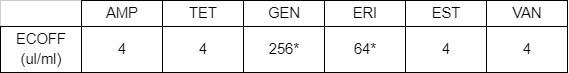 AMP TET GEN ERI EST VAN
ECOFF 4 4 256* 64* 4 4
(ul/ml)